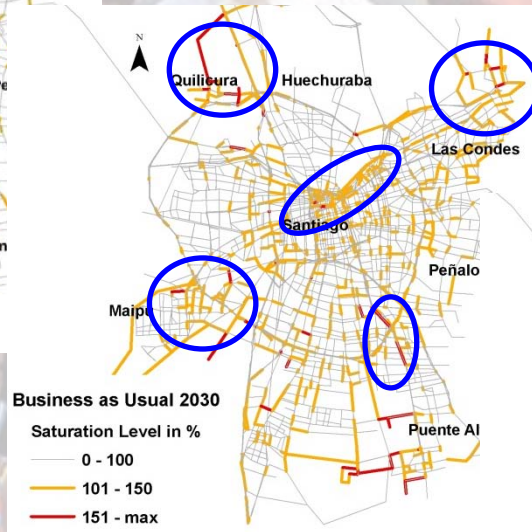 N
Quilicura
Huechuraba
Las Condes
Santiago
Peñalo
Maipú
Puente Al
Business as Usual 2030
Saturation Level in %
0 - 100
101 - 150
151 - max